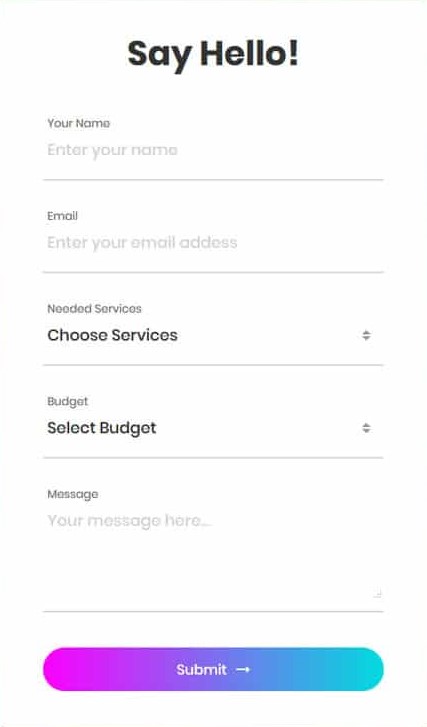 Say Hello!
Your Name
Enter your name
Email
Enter your email addess
Needed Services
Choose Services
Budget
Select Budget
Message
Your message here...
Submit →